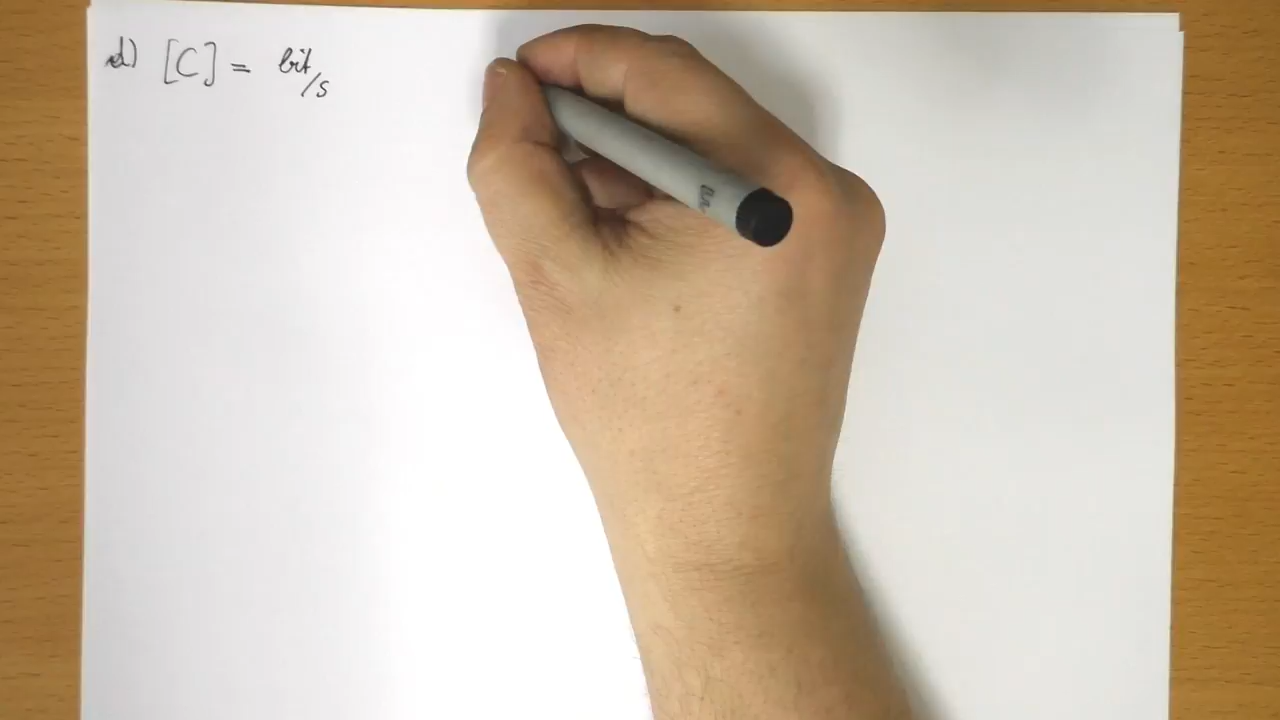 d) [C] = bit/s